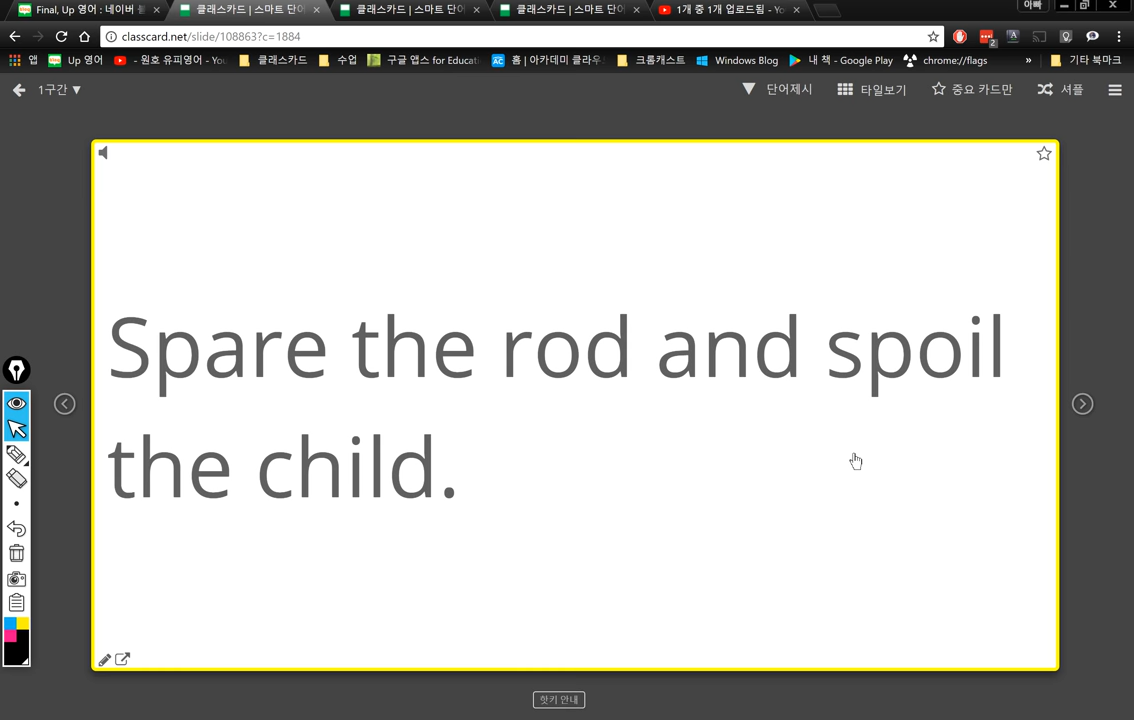 Final, Up 영어 : 네이버 블
클래스카드 | 스마트 단어
클래스카드 | 스마트 단어
클래스카드 | 스마트 단어
1개 중 1개 업로드됨 - Yo
아빠
classcard.net/slide/108863?c=1884
2
앱
Up 영어
- 원호 유피영어 - You
클래스카드
수업
구글 앱스 for Educati
홈 | 아카데미 클라우
크롬캐스트
Windows Blog
내 책 - Google Play
chrome://flags
»
기타 북마크
1구간 ▼
단어제시
타일보기
중요 카드만
셔플
Spare the rod and spoil
the child.
핫키 안내